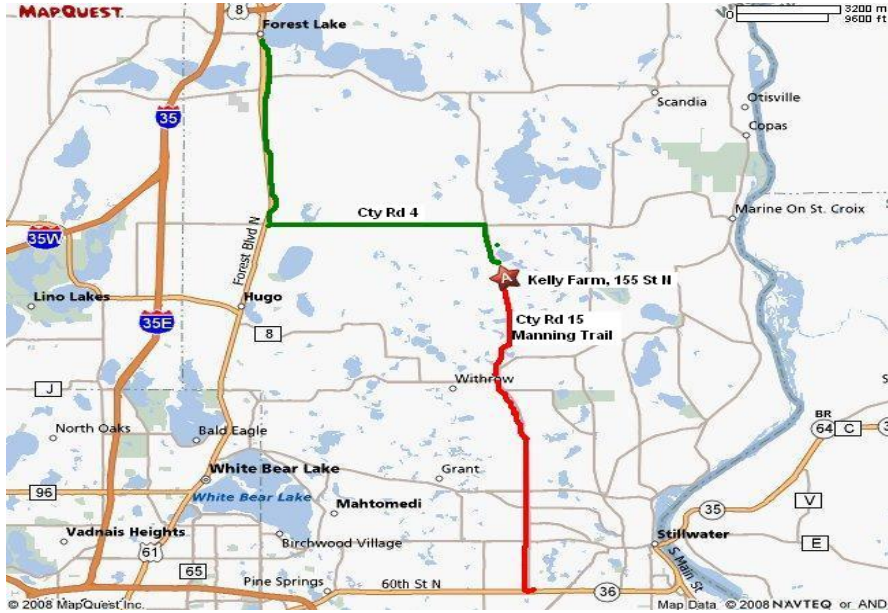 MAPQUEST.
8
3200 m
0
9600 ft
Forest Lake
Scandia
Otisville
35
Copas
Cty Rd 4
Marine On St. Croix
35W
Forest Blvd N
Kelly Farm, 155 St N
Lino Lakes
Hugo
35E
8
Cty Rd 15
Manning Trail
J
Withrow
BR
64
C
North Oaks
Bald Eagle
White Bear Lake
Grant
96
White Bear Lake
Mahtomedi
35
V
Vadnais Heights
61
Birchwood Village
Stillwater
E
65
Pine Springs
60th St N
36
S Main St
© 2008 MapQuest Inc.
Map Data © 2008 NAVTEQ or AND